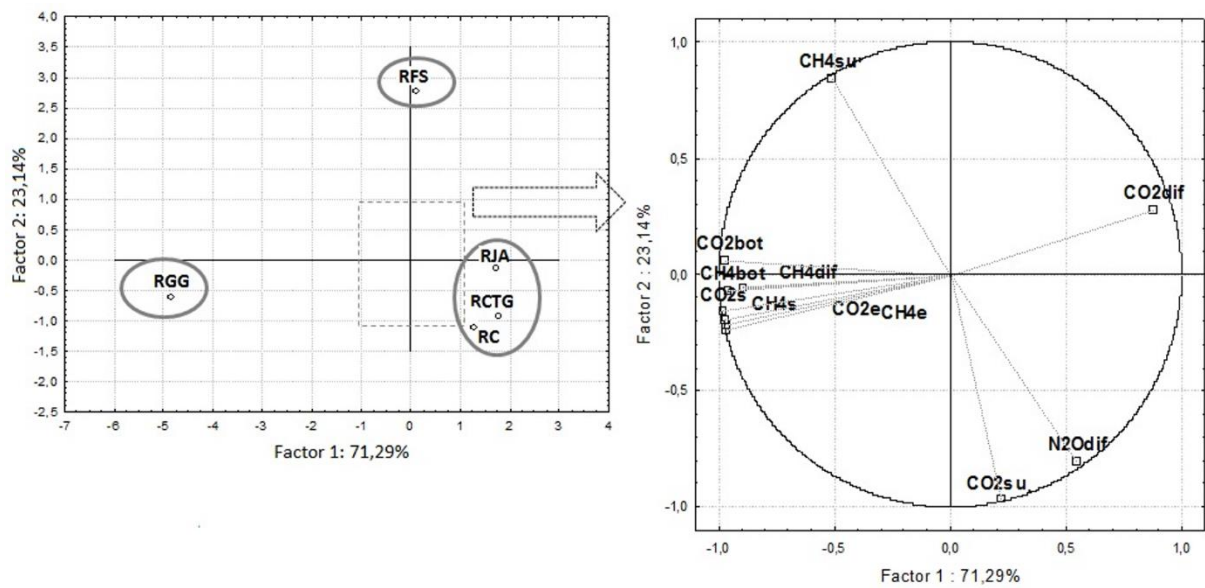 4,0
3,5
3,0
2,5
2,0
1,5
1,0
0,5
0,0
-0,5
-1,0
-1,5
-2,0
-2,5
Factor 2: 23,14%
RFS
RGG
RJA
RCTG
RC
-7 -6 -5 -4 -3 -2 -1 0 1 2 3 4
Factor 1: 71,29%
1,0
0,5
0,0
-0,5
-1,0
Factor 2 : 23,14%
CH4su
CO2dif
CO2bot
CH4bot CH4dif
CO2s CH4s CO2e CH4e
N2Odif
CO2su
-1,0 -0,5 0,0 0,5 1,0
Factor 1 : 71,29%